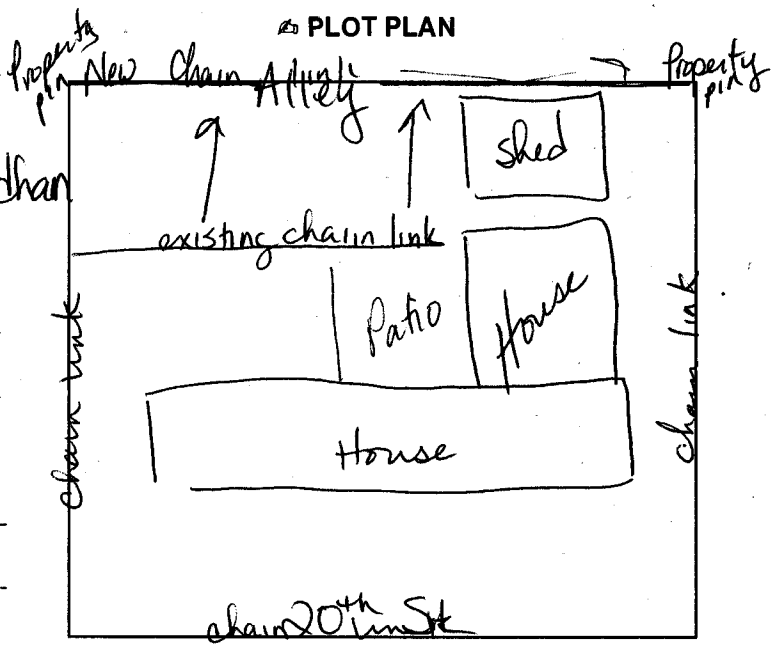 PLOT PLAN
Property pin
New Chain
Alley
Property pin
shed
existing chain link
Patio
House
chain link
chain link
House
chain
20th
St
link